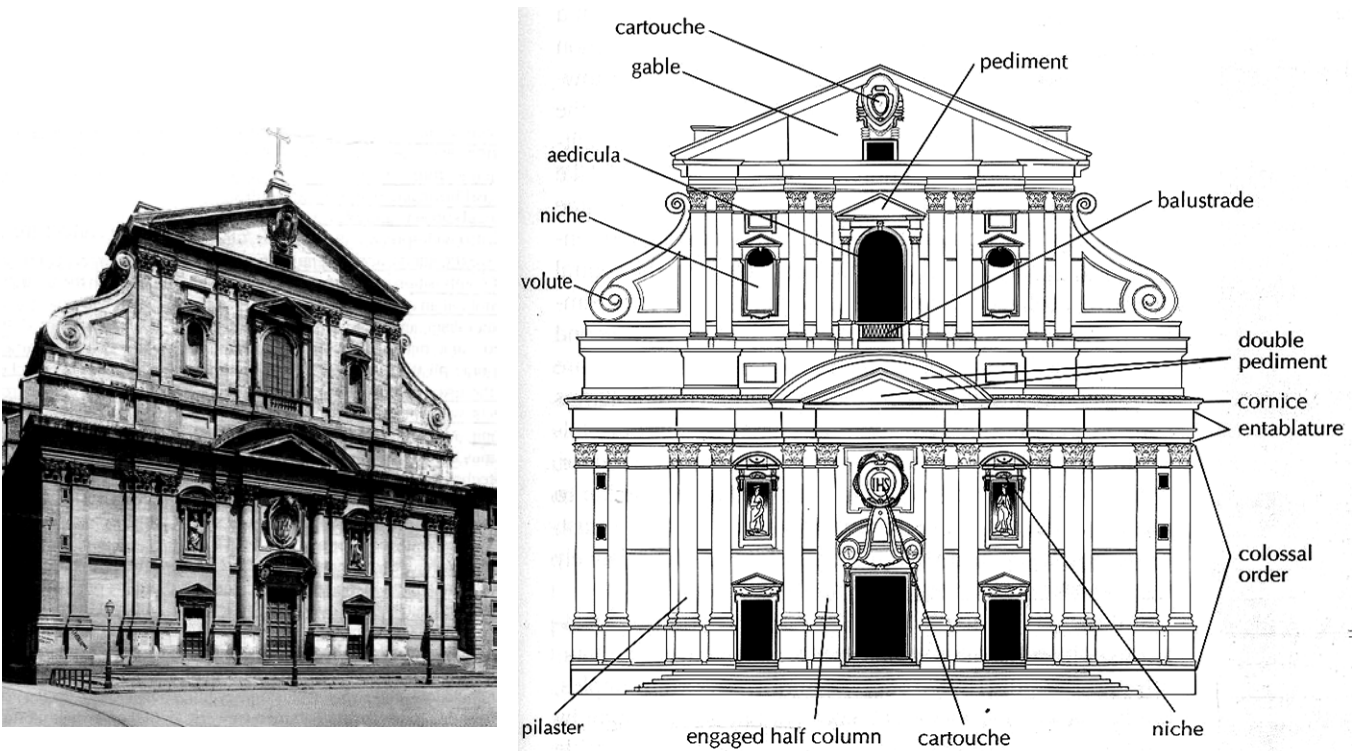 cartouche
gable
pediment
aedicula
niche
balustrade
volute
double
pediment
cornice
entablature
IHS
colossal
order
pilaster
engaged half column
cartouche
niche